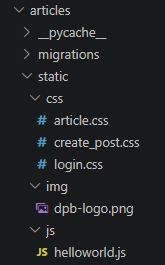 articles
__pycache__
migrations
static
css
article.css
create_post.css
login.css
img
dpb-logo.png
js
JS helloworld.js